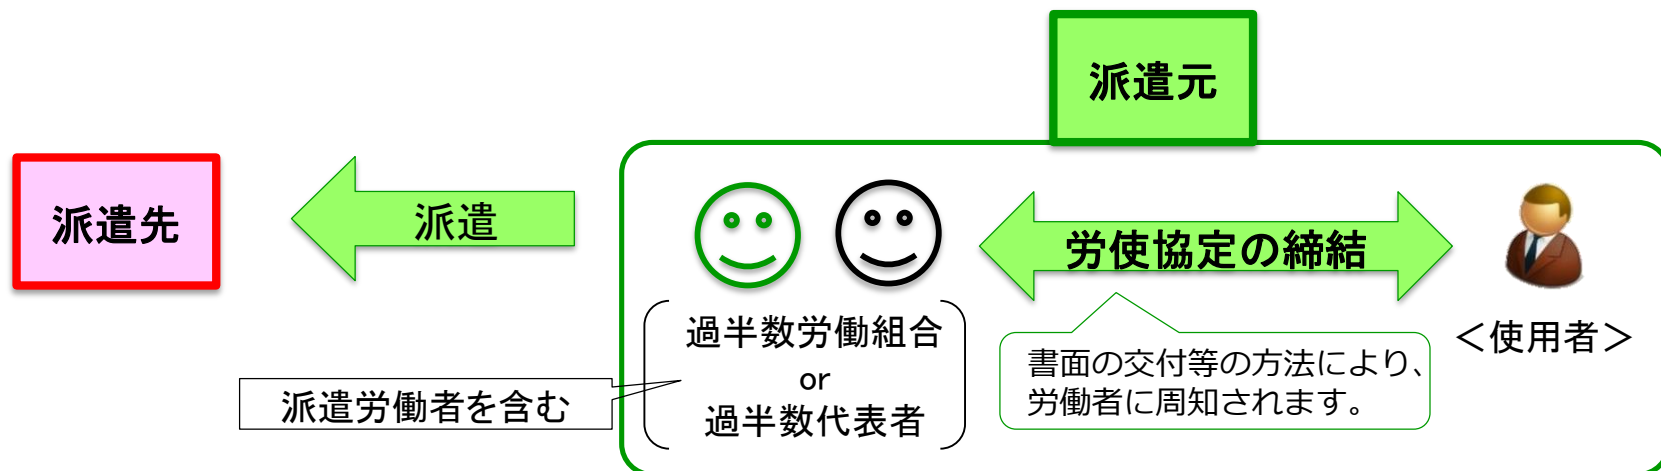 派遣元
派遣先
派遣
労使協定の締結
過半数労働組合
or
過半数代表者
派遣労働者を含む
書面の交付等の方法により、
労働者に周知されます。
＜使用者＞